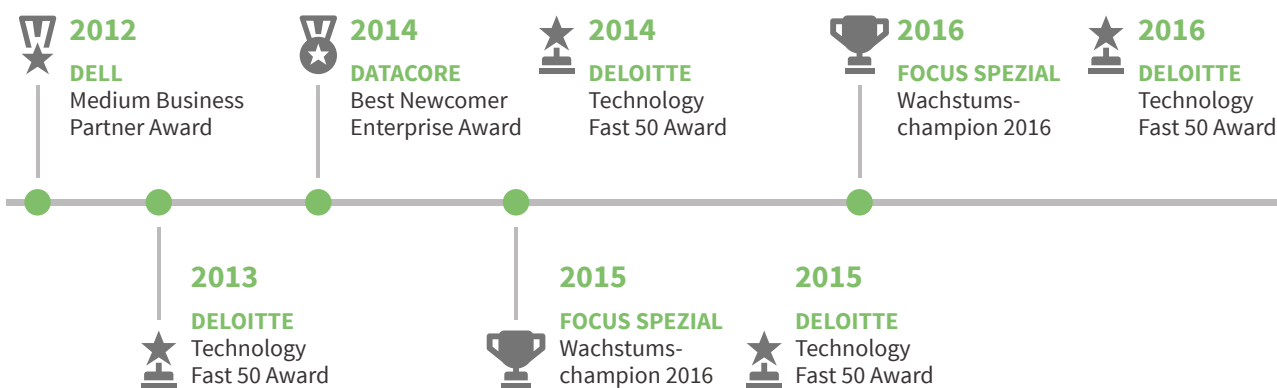 2012
DELL
Medium Business
Partner Award
2014
DATACORE
Best Newcomer
Enterprise Award
2014
DELOITTE
Technology
Fast 50 Award
2016
FOCUS SPEZIAL
Wachstums-
champion 2016
2016
DELOITTE
Technology
Fast 50 Award
2013
DELOITTE
Technology
Fast 50 Award
2015
FOCUS SPEZIAL
Wachstums-
champion 2016
2015
DELOITTE
Technology
Fast 50 Award